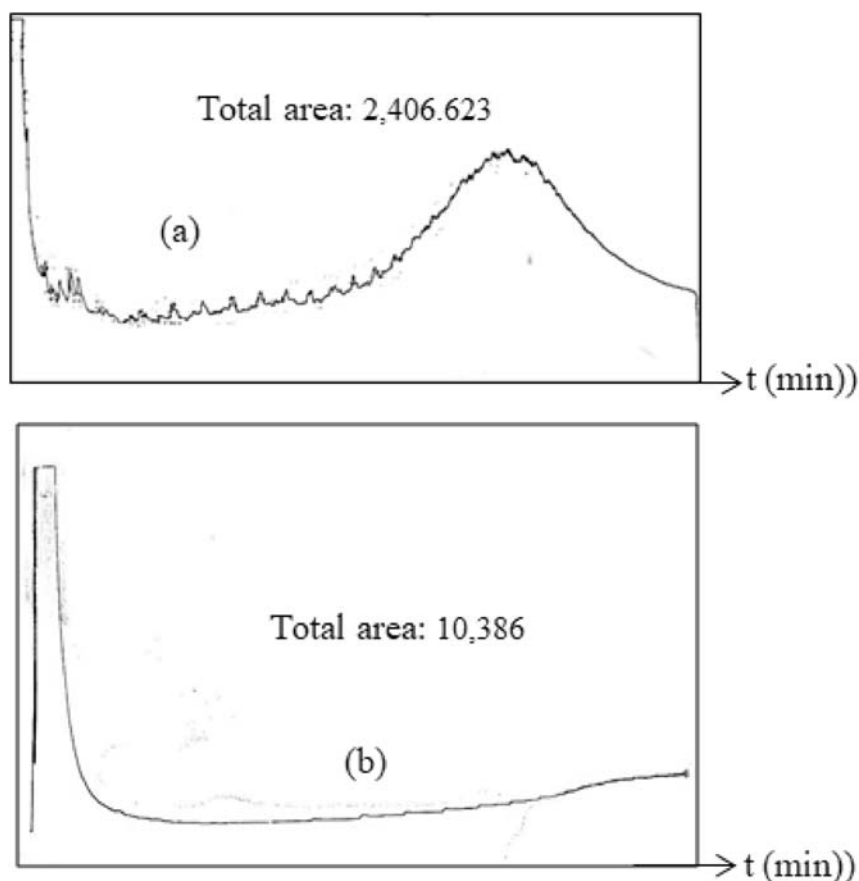 Total area: 2,406.623
(a)
t (min))
Total area: 10,386
(b)
t (min))